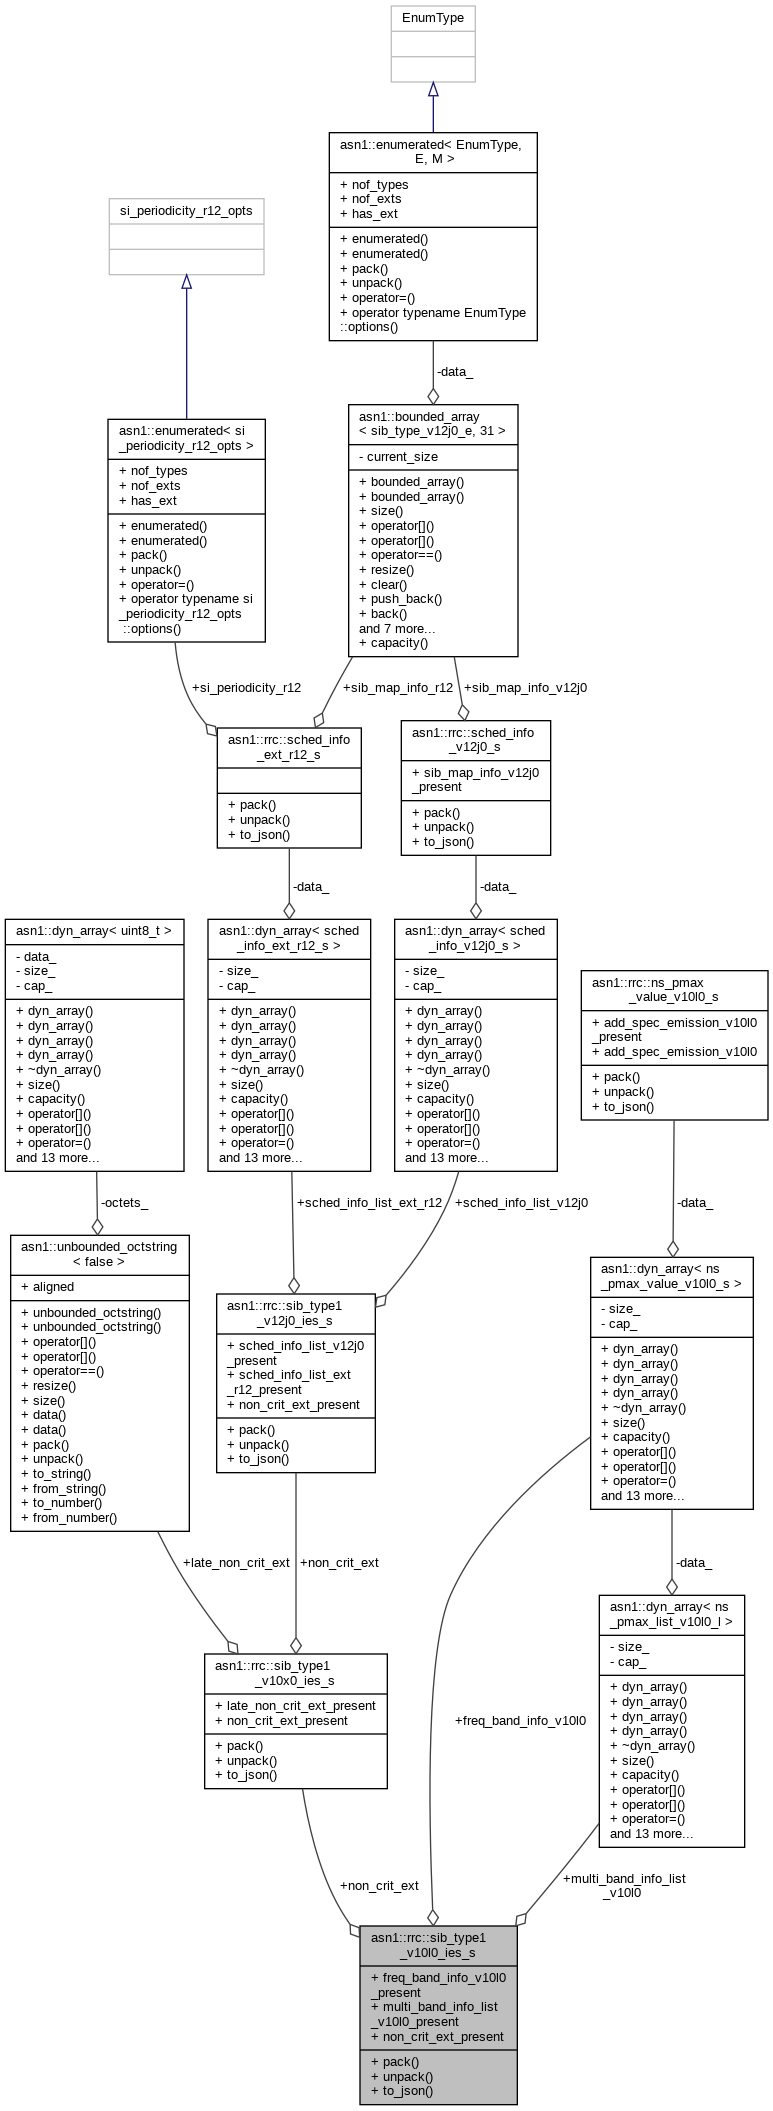 EnumType
asn1::enumerated< EnumType,
E, M >
+ nof_types
+ nof_exts
+ has_ext
+ enumerated()
+ enumerated()
+ pack()
+ unpack()
+ operator=()
+ operator typename EnumType
::options()
si_periodicity_r12_opts
-data_
asn1::enumerated< si
_periodicity_r12_opts >
+ nof_types
+ nof_exts
+ has_ext
+ enumerated()
+ enumerated()
+ pack()
+ unpack()
+ operator=()
+ operator typename si
_periodicity_r12_opts
::options()
asn1::bounded_array
< sib_type_v12j0_e, 31 >
- current_size
+ bounded_array()
+ bounded_array()
+ size()
+ operator[]()
+ operator[]()
+ operator==()
+ resize()
+ clear()
+ push_back()
+ back()
and 7 more...
+ capacity()
+si_periodicity_r12
+sib_map_info_r12
+sib_map_info_v12j0
asn1::rrc::sched_info
_ext_r12_s
+ pack()
+ unpack()
+ to_json()
asn1::rrc::sched_info
_v12j0_s
+ sib_map_info_v12j0
_present
+ pack()
+ unpack()
+ to_json()
-data_
-data_
asn1::dyn_array< uint8_t >
- data_
- size_
- cap_
+ dyn_array()
+ dyn_array()
+ dyn_array()
+ dyn_array()
+ ~dyn_array()
+ size()
+ capacity()
+ operator[]()
+ operator[]()
+ operator=()
and 13 more...
asn1::dyn_array< sched
_info_ext_r12_s >
- size_
- cap_
+ dyn_array()
+ dyn_array()
+ dyn_array()
+ dyn_array()
+ ~dyn_array()
+ size()
+ capacity()
+ operator[]()
+ operator[]()
+ operator=()
and 13 more...
asn1::dyn_array< sched
_info_v12j0_s >
- size_
- cap_
+ dyn_array()
+ dyn_array()
+ dyn_array()
+ dyn_array()
+ ~dyn_array()
+ size()
+ capacity()
+ operator[]()
+ operator[]()
+ operator=()
and 13 more...
asn1::rrc::ns_pmax
_value_v10l0_s
+ add_spec_emission_v10l0
_present
+ add_spec_emission_v10l0
+ pack()
+ unpack()
+ to_json()
-octets_
+sched_info_list_ext_r12
+sched_info_list_v12j0
-data_
asn1::unbounded_octstring
< false >
+ aligned
+ unbounded_octstring()
+ unbounded_octstring()
+ operator[]()
+ operator[]()
+ operator==()
+ resize()
+ size()
+ data()
+ data()
+ pack()
+ unpack()
+ to_string()
+ from_string()
+ to_number()
+ from_number()
asn1::rrc::sib_type1
_v12j0_ies_s
+ sched_info_list_v12j0
_present
+ sched_info_list_ext
_r12_present
+ non_crit_ext_present
+ pack()
+ unpack()
+ to_json()
asn1::dyn_array< ns
_pmax_value_v10l0_s >
- size_
- cap_
+ dyn_array()
+ dyn_array()
+ dyn_array()
+ dyn_array()
+ ~dyn_array()
+ size()
+ capacity()
+ operator[]()
+ operator[]()
+ operator=()
and 13 more...
+late_non_crit_ext
+non_crit_ext
-data_
asn1::rrc::sib_type1
_v10x0_ies_s
+ late_non_crit_ext_present
+ non_crit_ext_present
+ pack()
+ unpack()
+ to_json()
asn1::dyn_array< ns
_pmax_list_v10l0_l >
- size_
- cap_
+ dyn_array()
+ dyn_array()
+ dyn_array()
+ dyn_array()
+ ~dyn_array()
+ size()
+ capacity()
+ operator[]()
+ operator[]()
+ operator=()
and 13 more...
+freq_band_info_v10l0
+non_crit_ext
+multi_band_info_list
_v10l0
asn1::rrc::sib_type1
_v10l0_ies_s
+ freq_band_info_v10l0
_present
+ multi_band_info_list
_v10l0_present
+ non_crit_ext_present
+ pack()
+ unpack()
+ to_json()